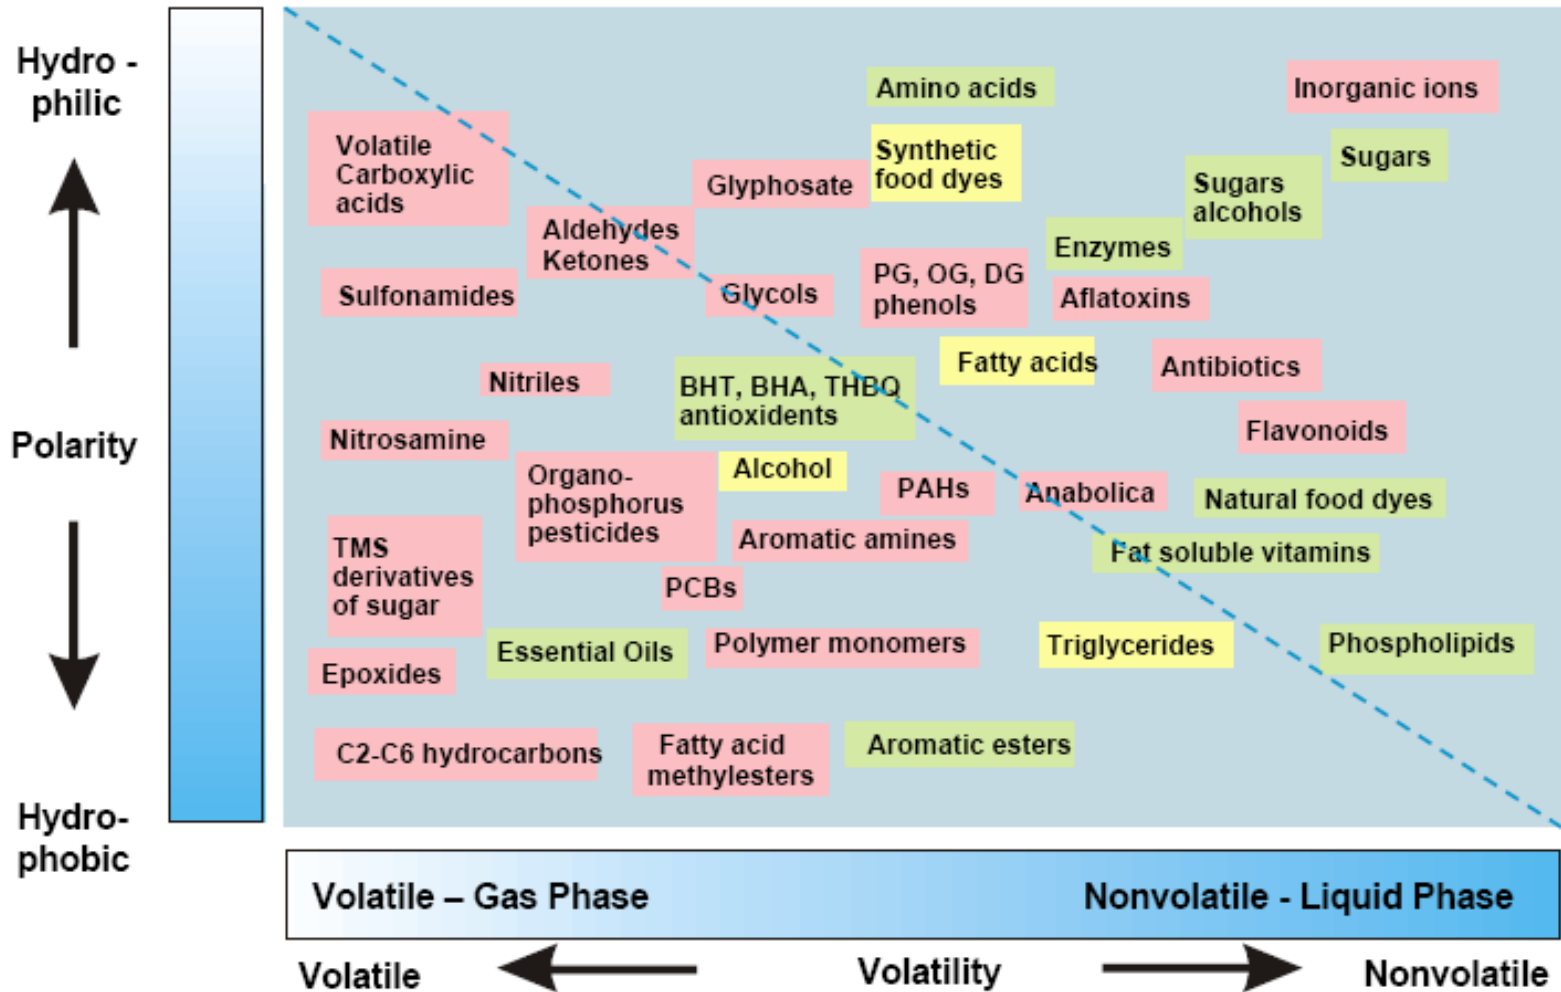 Hydro -
philic
Polarity
Hydro-
phobic
Amino acids
Inorganic ions
Volatile
Carboxylic
acids
Synthetic
food dyes
Sugars
Glyphosate
Sugars
alcohols
Aldehydes
Ketones
Enzymes
Sulfonamides
Glycols
PG, OG, DG
phenols
Aflatoxins
Nitriles
BHT, BHA, THBQ
antioxidents
Fatty acids
Antibiotics
Nitrosamine
Flavonoids
Organo-
phosphorus
pesticides
Alcohol
PAHs
Anabolica
Natural food dyes
TMS
derivatives
of sugar
Aromatic amines
Fat soluble vitamins
PCBs
Essential Oils
Polymer monomers
Triglycerides
Phospholipids
Epoxides
C2-C6 hydrocarbons
Fatty acid
methylesters
Aromatic esters
Volatile – Gas Phase
Nonvolatile - Liquid Phase
Volatile
Volatility
Nonvolatile